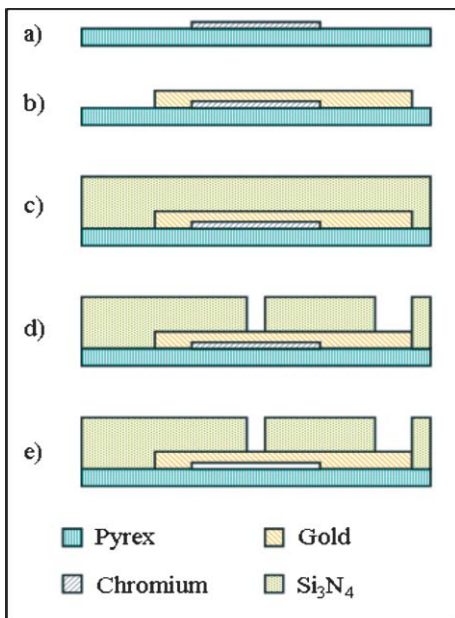 a)
b)
c)
d)
e)
Pyrex
Gold
Chromium
Si₃N₄